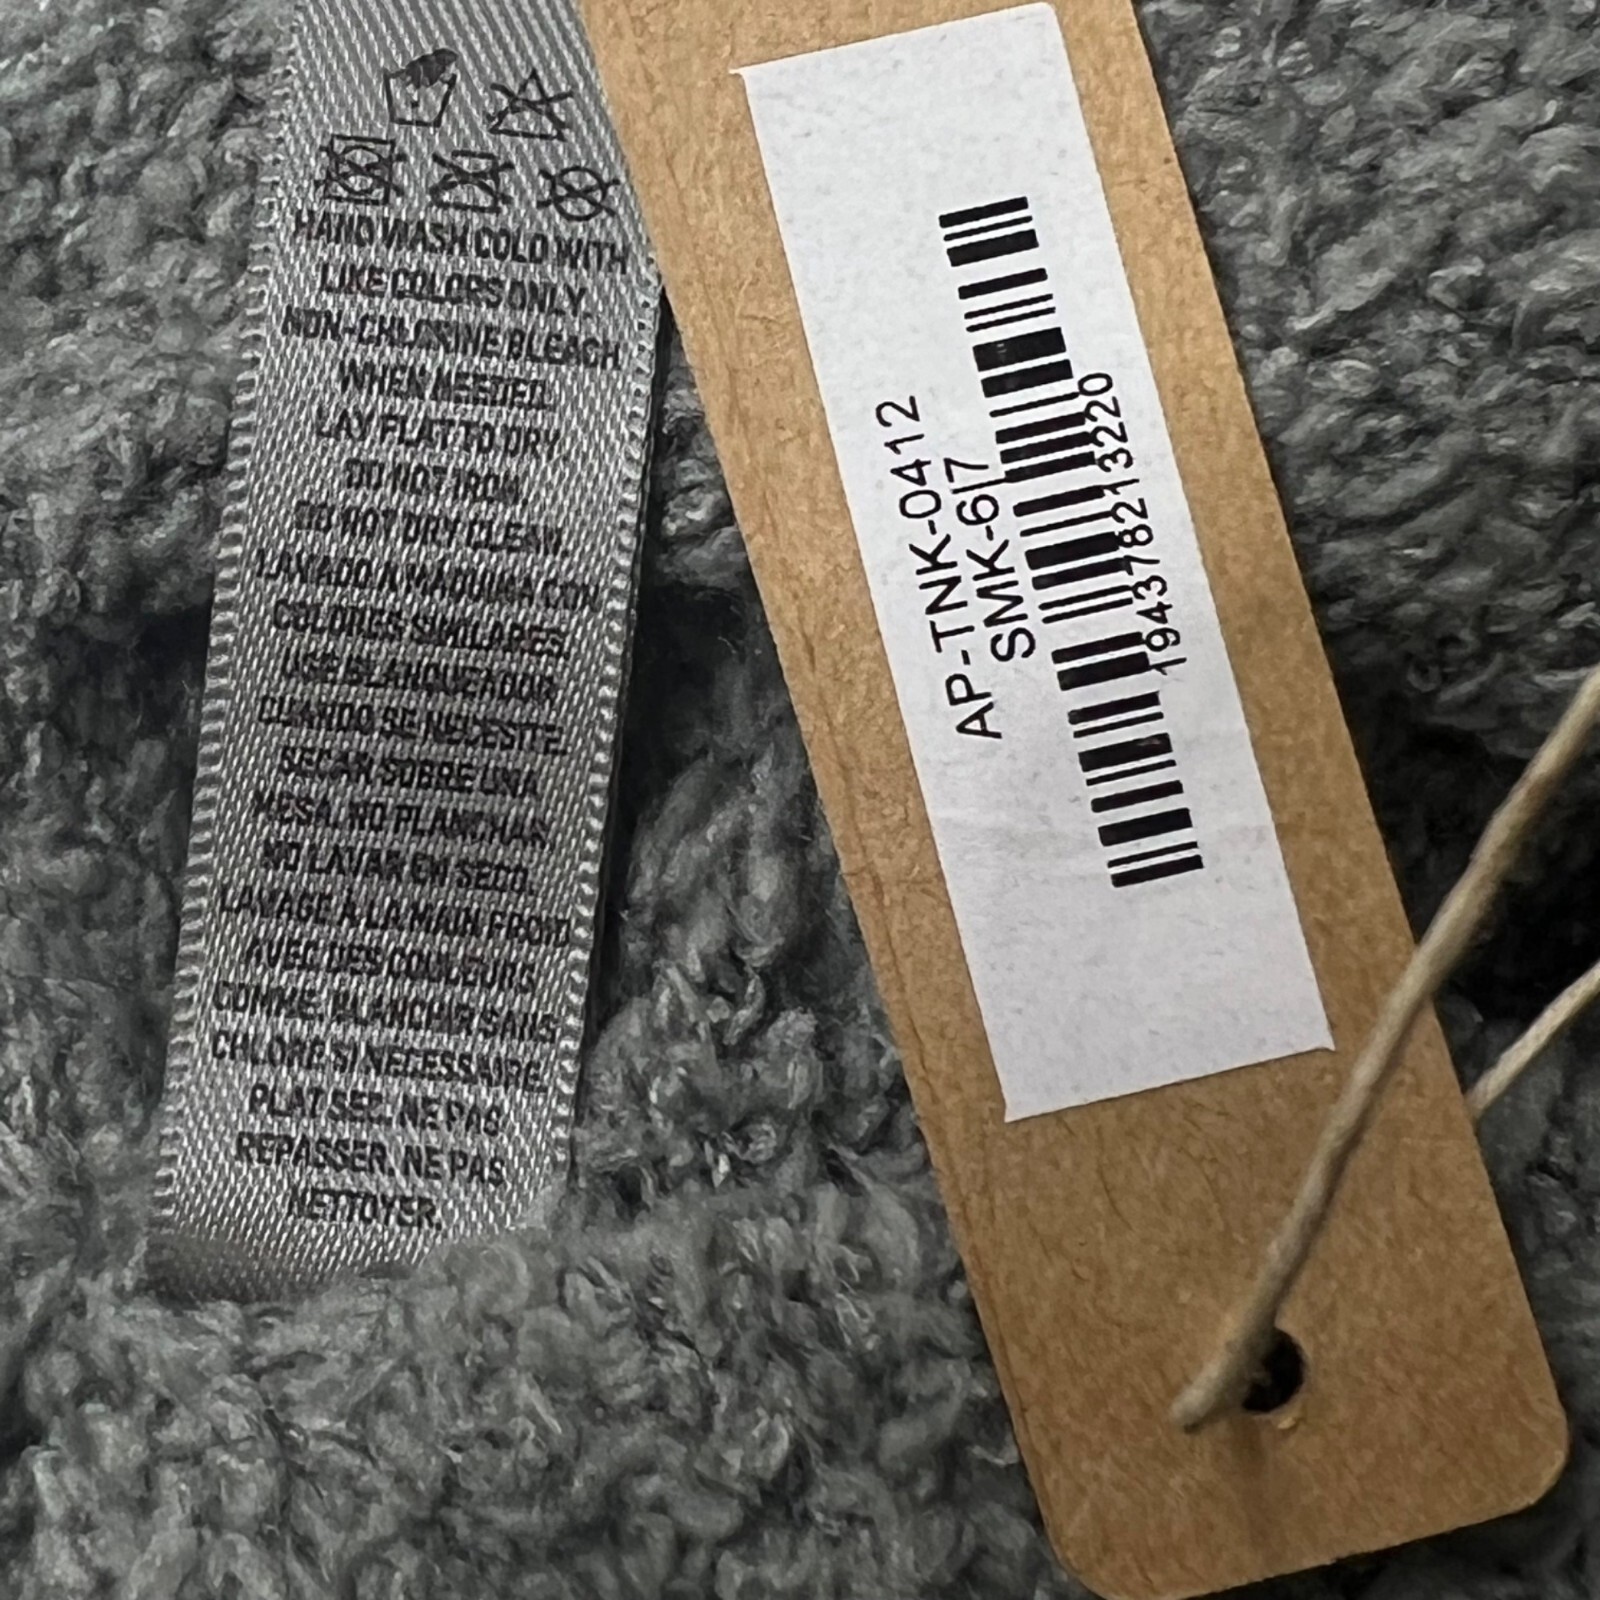 HAND WASH COLD WITH
LIKE COLORS ONLY.
NON-CHLORINE BLEACH
WHEN NEEDED.
LAY FLAT TO DRY.
DO NOT IRON.
DO NOT DRY CLEAN.
LAVADO A MAQUINA CON
COLORES SIMILARES.
USE BLANQUEADOR
CUANDO SE NECESITE.
SECAR SOBRE UNA
MESA. NO PLANCHAR
NO LAVAR EN SECO.
LAVAGE A LA MAIN FROID
AVEC DES COULEURS
COMME. BLANCHIR SANS
CHLORE SI NECESSAIRE.
PLAT SEC. NE PAS
REPASSER. NE PAS
NETTOYER.
AP-TNK-0412
SMK-6|7
194378213220